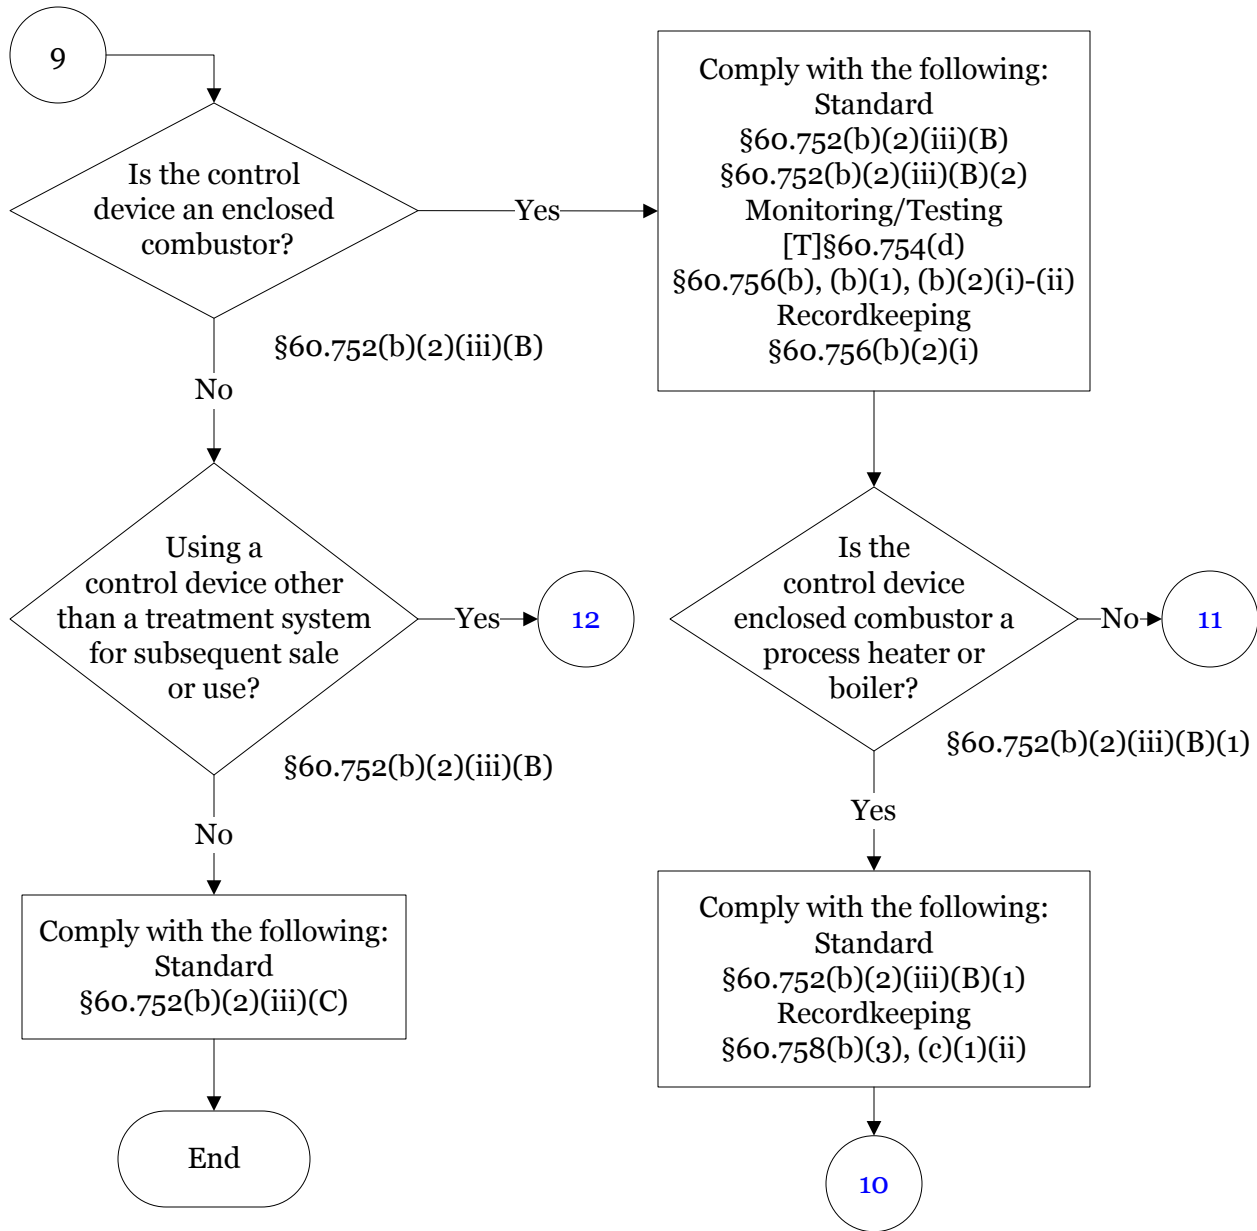 9
Is the control
device an enclosed
combustor?
Yes
§60.752(b)(2)(iii)(B)
No
Comply with the following:
Standard
§60.752(b)(2)(iii)(B)
§60.752(b)(2)(iii)(B)(2)
Monitoring/Testing
[T]§60.754(d)
§60.756(b), (b)(1), (b)(2)(i)-(ii)
Recordkeeping
§60.756(b)(2)(i)
Using a
control device other
than a treatment system
for subsequent sale
or use?
Yes
12
§60.752(b)(2)(iii)(B)
No
Is the
control device
enclosed combustor a
process heater or
boiler?
No
11
§60.752(b)(2)(iii)(B)(1)
Yes
Comply with the following:
Standard
§60.752(b)(2)(iii)(C)
End
Comply with the following:
Standard
§60.752(b)(2)(iii)(B)(1)
Recordkeeping
§60.758(b)(3), (c)(1)(ii)
10